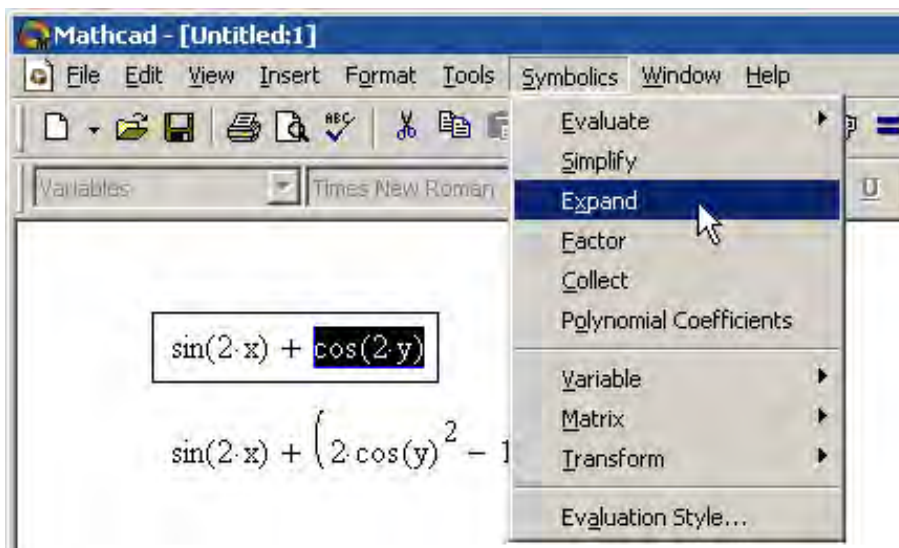 Mathcad - [Untitled:1]
File Edit View Insert Format Tools Symbolics Window Help
ABC
Variables Times New Roman U
Evaluate
Simplify
Expand
Factor
Collect
Polynomial Coefficients
Variable
Matrix
Transform
Evaluation Style...
sin(2·x) + cos(2·y)
sin(2·x) + (2·cos(y)² − 1